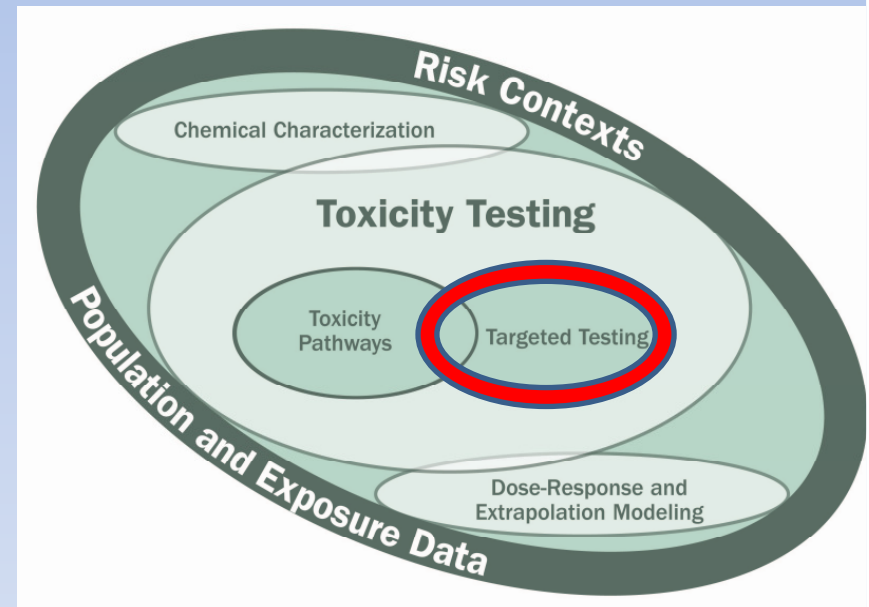 Risk Contexts
Chemical Characterization
Toxicity Testing
Toxicity
Pathways
Targeted Testing
Dose-Response and
Extrapolation Modeling
Population and Exposure Data